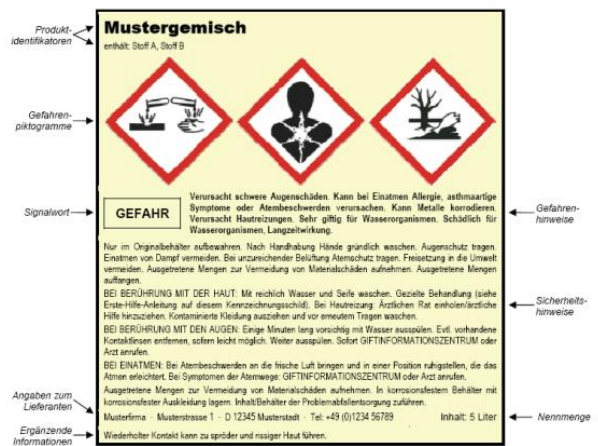 Produkt-
identifikatoren
Mustergemisch
enthält: Stoff A, Stoff B
Gefahren-
piktogramme
Signalwort
GEFAHR
Verursacht schwere Augenschäden. Kann bei Einatmen Allergie, asthmaartige
Symptome oder Atembeschwerden verursachen. Kann Metalle korrodieren.
Verursacht Hautreizungen. Sehr giftig für Wasserorganismen. Schädlich für
Wasserorganismen, Langzeitwirkung.
Gefahren-
hinweise
Nur im Originalbehälter aufbewahren. Nach Handhabung Hände gründlich waschen. Augenschutz tragen.
Einatmen von Dampf vermeiden. Bei unzureichender Belüftung Atemschutz tragen. Freisetzung in die Umwelt
vermeiden. Ausgetretene Mengen zur Vermeidung von Materialschäden aufnehmen. Ausgetretene Mengen
auffangen.
BEI BERÜHRUNG MIT DER HAUT: Mit reichlich Wasser und Seife waschen. Gezielte Behandlung (siehe
Erste-Hilfe-Anleitung auf diesem Kennzeichnungsschild). Bei Hautreizung: Ärztlichen Rat einholen/ärztliche
Hilfe hinzuziehen. Kontaminierte Kleidung ausziehen und vor erneutem Tragen waschen.
Sicherheits-
hinweise
BEI BERÜHRUNG MIT DEN AUGEN: Einige Minuten lang vorsichtig mit Wasser ausspülen. Evtl. vorhandene
Kontaktlinsen entfernen, sofern leicht möglich. Weiter ausspülen. Sofort GIFTINFORMATIONSZENTRUM oder
Arzt anrufen.
BEI EINATMEN: Bei Atembeschwerden an die frische Luft bringen und in einer Position ruhigstellen, die das
Atmen erleichtert. Bei Symptomen der Atemwege: GIFTINFORMATIONSZENTRUM oder Arzt anrufen.
Ausgetretene Mengen zur Vermeidung von Materialschäden aufnehmen. In korrosionsfestem Behälter mit
korrosionsfester Auskleidung lagern. Inhalt/Behälter der Problemabfallentsorgung zuführen.
Angaben zum
Lieferanten
Musterfirma · Musterstrasse 1 · D 12345 Musterstadt · Tel: +49 (0)1234 56789 Inhalt: 5 Liter
Nennmenge
Ergänzende
Informationen
Wiederholter Kontakt kann zu spröder und rissiger Haut führen.